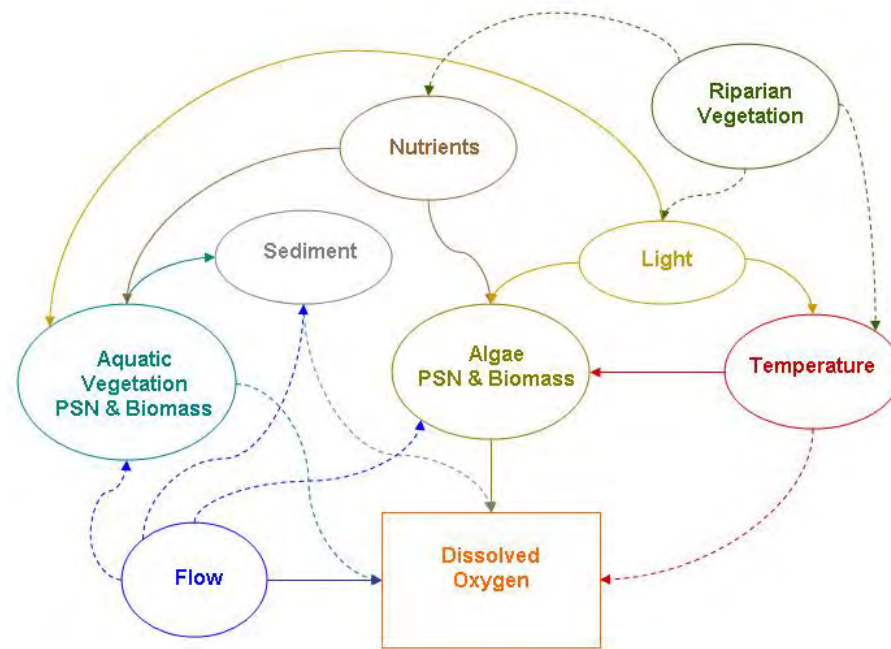 Riparian
Vegetation
Nutrients
Sediment
Light
Aquatic
Vegetation
PSN & Biomass
Algae
PSN & Biomass
Temperature
Flow
Dissolved
Oxygen